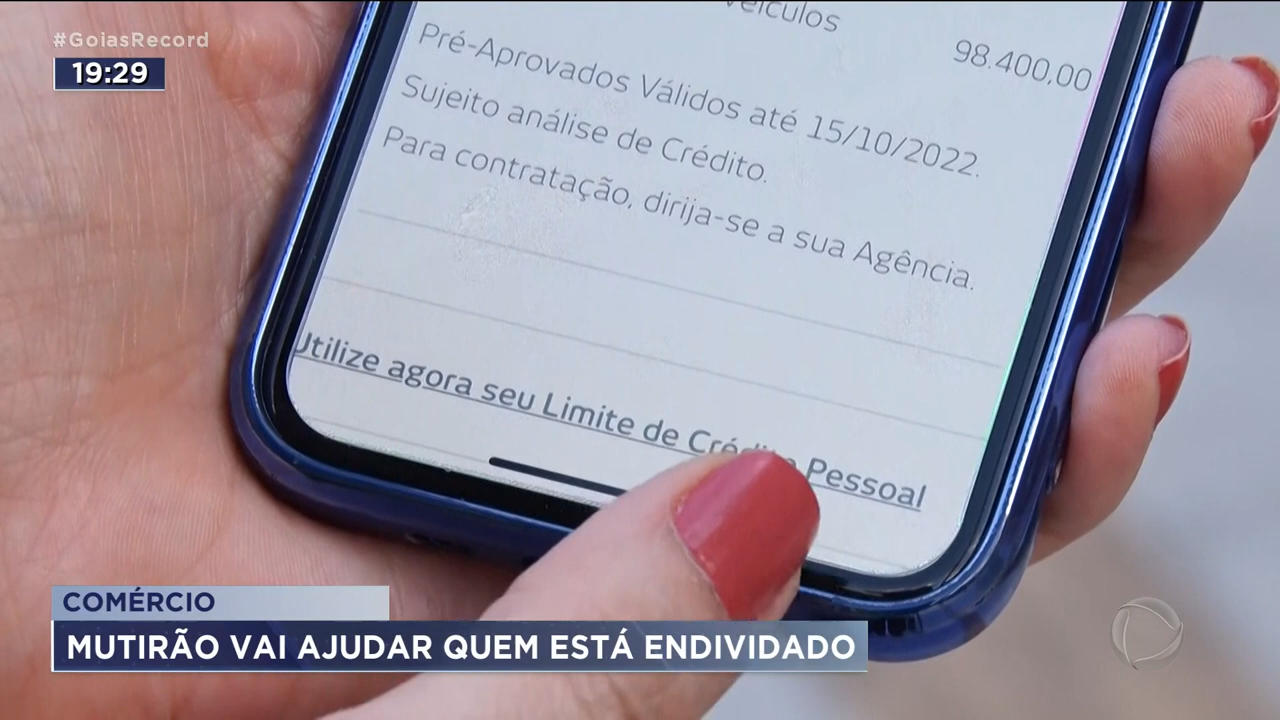 #GoiasRecord
19:29
Veículos
98.400,00
Pré-Aprovados Válidos até 15/10/2022.
Sujeito análise de Crédito.
Para contratação, dirija-se a sua Agência.
Utilize agora seu Limite de Crédito Pessoal
COMÉRCIO
MUTIRÃO VAI AJUDAR QUEM ESTÁ ENDIVIDADO